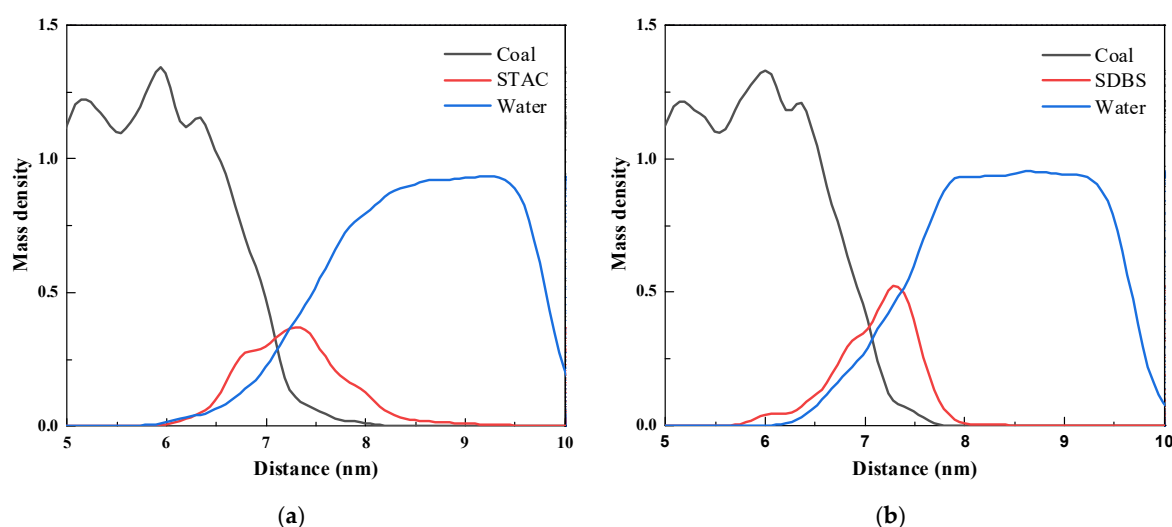 1.5
1.0
0.5
0.0
Mass density
Coal
STAC
Water
5 6 7 8 9 10
Distance (nm)
(a)
1.5
1.0
0.5
0.0
Mass density
Coal
SDBS
Water
5 6 7 8 9 10
Distance (nm)
(b)